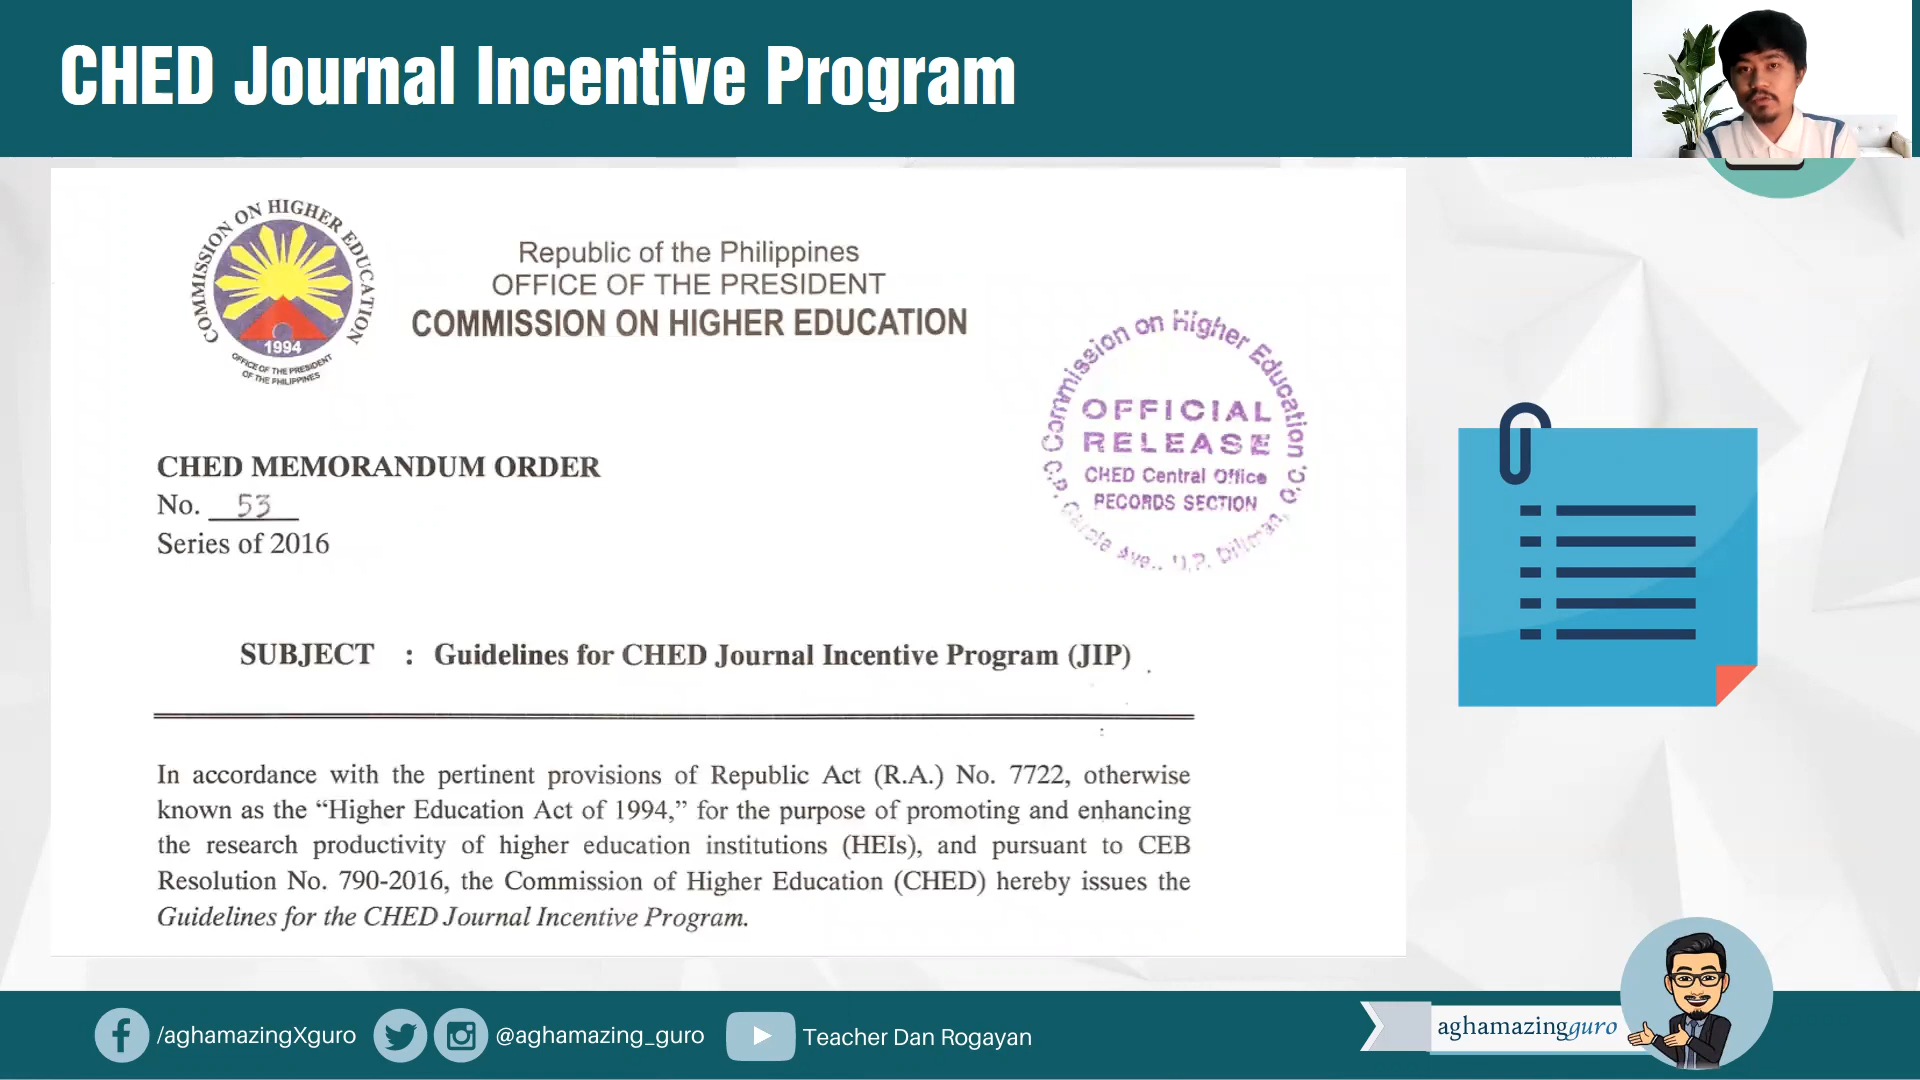 CHED Journal Incentive Program
COMMISSION ON HIGHER EDUCATION
1994
OFFICE OF THE PRESIDENT
OF THE PHILIPPINES
Republic of the Philippines
OFFICE OF THE PRESIDENT
COMMISSION ON HIGHER EDUCATION
Commission on Higher Education
OFFICIAL
RELEASE
CHED Central Office
RECORDS SECTION
C.P. Garcia Ave., U.P. Diliman, Q.C.
CHED MEMORANDUM ORDER
No. 53
Series of 2016
SUBJECT : Guidelines for CHED Journal Incentive Program (JIP)
In accordance with the pertinent provisions of Republic Act (R.A.) No. 7722, otherwise
known as the “Higher Education Act of 1994,” for the purpose of promoting and enhancing
the research productivity of higher education institutions (HEIs), and pursuant to CEB
Resolution No. 790-2016, the Commission of Higher Education (CHED) hereby issues the
Guidelines for the CHED Journal Incentive Program.
/aghamazingXguro
@aghamazing_guro
Teacher Dan Rogayan
aghamazingguro